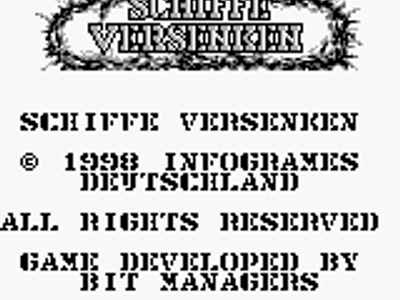 SCHIFFE
VERSENKEN
SCHIFFE VERSENKEN
© 1998 INFOGRAMES
DEUTSCHLAND
ALL RIGHTS RESERVED
GAME DEVELOPED BY
BIT MANAGERS